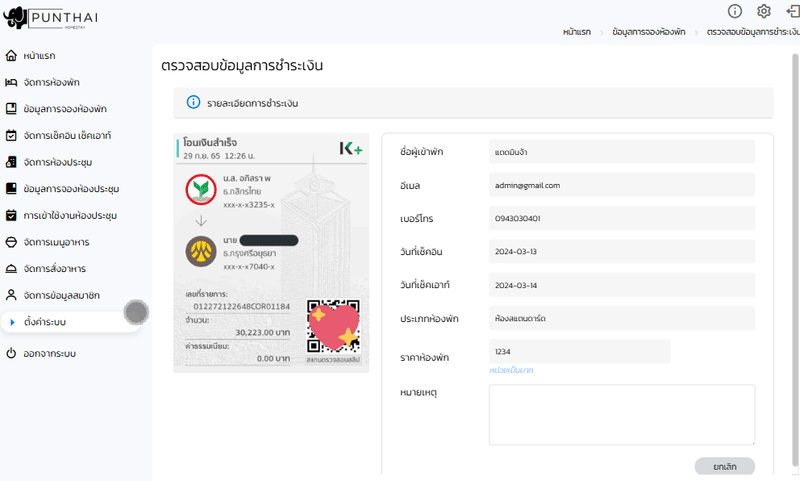 PUNTHAI
HOMESTAY
หน้าแรก
ข้อมูลการจองห้องพัก
ตรวจสอบข้อมูลการชำระเงิน
หน้าแรก
จัดการห้องพัก
ข้อมูลการจองห้องพัก
จัดการเช็คอิน เช็คเอาท์
จัดการห้องประชุม
ข้อมูลการจองห้องประชุม
การเข้าใช้งานห้องประชุม
จัดการเมนูอาหาร
จัดการสั่งอาหาร
จัดการข้อมูลสมาชิก
ตั้งค่าระบบ
ออกจากระบบ
ตรวจสอบข้อมูลการชำระเงิน
รายละเอียดการชำระเงิน
โอนเงินสำเร็จ
29 ก.ย. 65 12:26 น.
K+
น.ส. อภิสรา พ
ธ.กสิกรไทย
xxx-x-x3235-x
นาย
ธ.กรุงศรีอยุธยา
xxx-x-x7040-x
เลขที่รายการ:
012272122648COR01184
จำนวน:
30,223.00 บาท
ค่าธรรมเนียม:
0.00 บาท
สแกนตรวจสอบสลิป
ชื่อผู้เข้าพัก
แดดมินจ้า
อีเมล
admin@gmail.com
เบอร์โทร
0943030401
วันที่เช็คอิน
2024-03-13
วันที่เช็คเอาท์
2024-03-14
ประเภทห้องพัก
ห้องสแตนดาร์ด
ราคาห้องพัก
1234
หน่วยเป็นบาท
หมายเหตุ
ยกเลิก